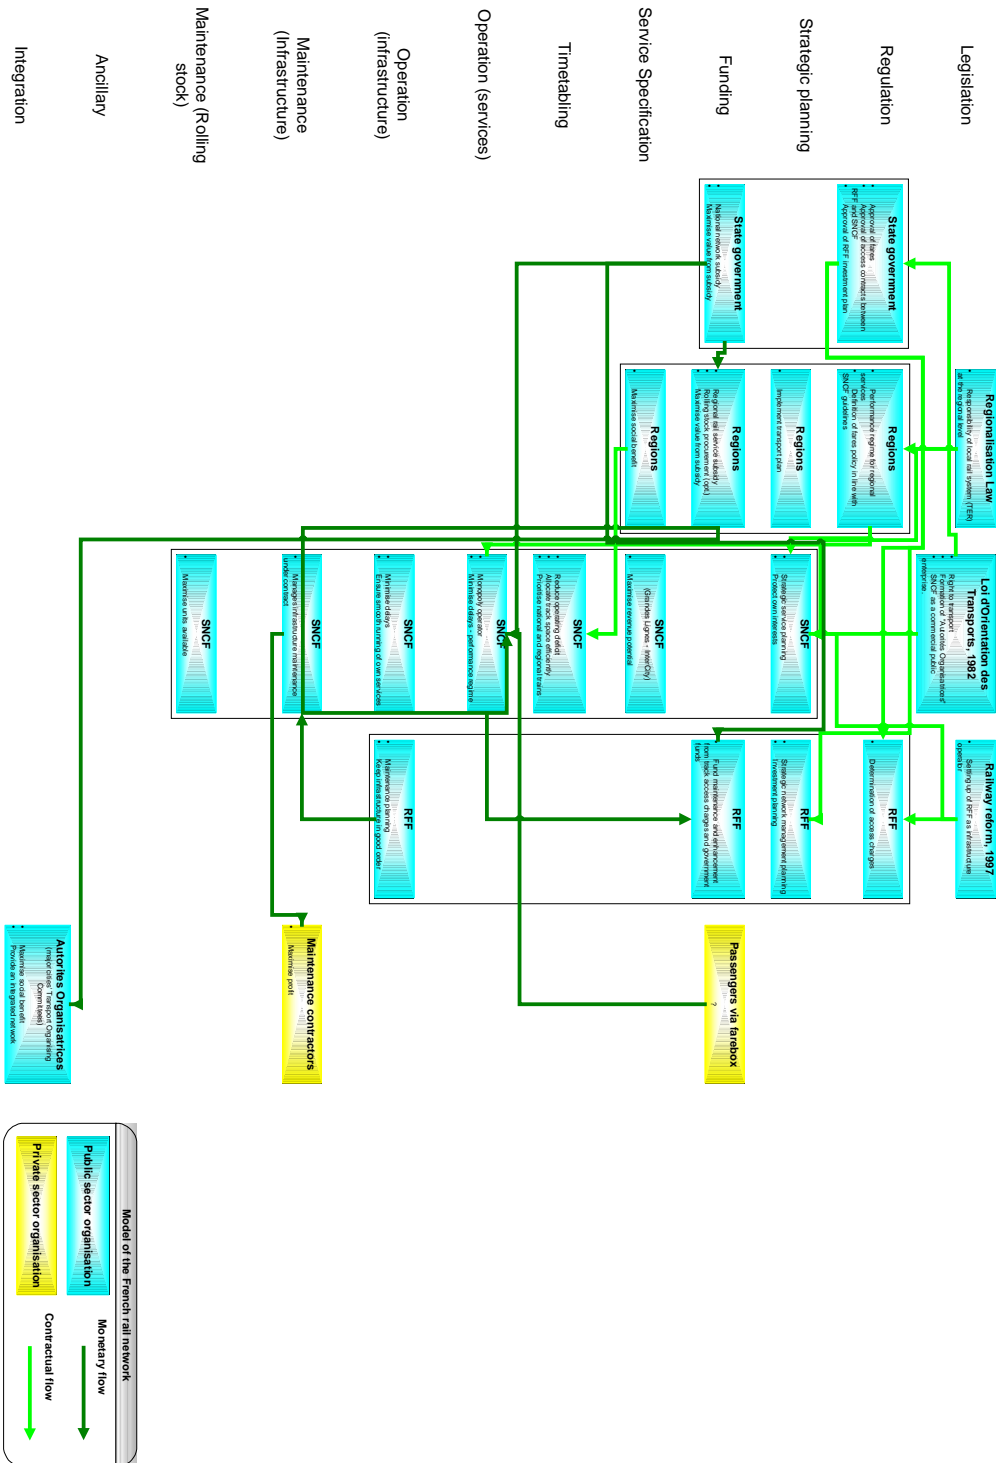 Legislation
Regulation
Strategic planning
Funding
Service Specification
Timetabling
Operation (services)
Operation
(infrastructure)
Maintenance
(Infrastructure)
Maintenance (Rolling
stock)
Ancillary
Integration
Regionalisation Law
• Responsibility of local rail system (TER)
at the regional level
Loi d'Orientation des
Transports, 1982
• Right to transport
• Formation of "Autorités Organisatrices"
• SNCF as a commercial public
enterprise.
Railway reform, 1997
• Setting up of RFF as infrastructure
operator
State government
• Approval of fares
• Approval of access contracts between
RFF and SNCF
• Approval of RFF investment plan
Regions
• Performance regime for regional
services
• Definition of fares policy in line with
SNCF guidelines
RFF
• Determination of access charges
Regions
• Implement transport plan
SNCF
• Strategic service planning
• Protect own interests
RFF
• Strategic network management planning
• Investment planning
State government
• National network subsidy
• Maximise value from subsidy
Regions
• Regional rail service subsidy
• Rolling stock procurement (opt.)
• Maximise value from subsidy
RFF
• Fund maintenance and enhancement
from track access charges and government
funds
Passengers via farebox
?
Regions
• Maximise social benefit
SNCF
(Grandes Lignes - InterCity)
• Maximise revenue potential
SNCF
• Reduce operating deficit
• Allocate track space efficiently
• Prioritise national and regional trains
SNCF
• Monopoly operator
• Minimise delays - performance regime
SNCF
• Minimise delays
• Ensure smooth running of own services
RFF
• Maintenance planning
• Keep infrastructure in good order
SNCF
• Manages infrastructure maintenance
under contract
Maintenance contractors
• Maximise profit
SNCF
• Maximise units available
Autorites Organisatrices
(major cities' Transport Organising
Committees)
• Maximise social benefit
• Provide an integrated network
Model of the French rail network
Public sector organisation
Private sector organisation
Monetary flow
Contractual flow